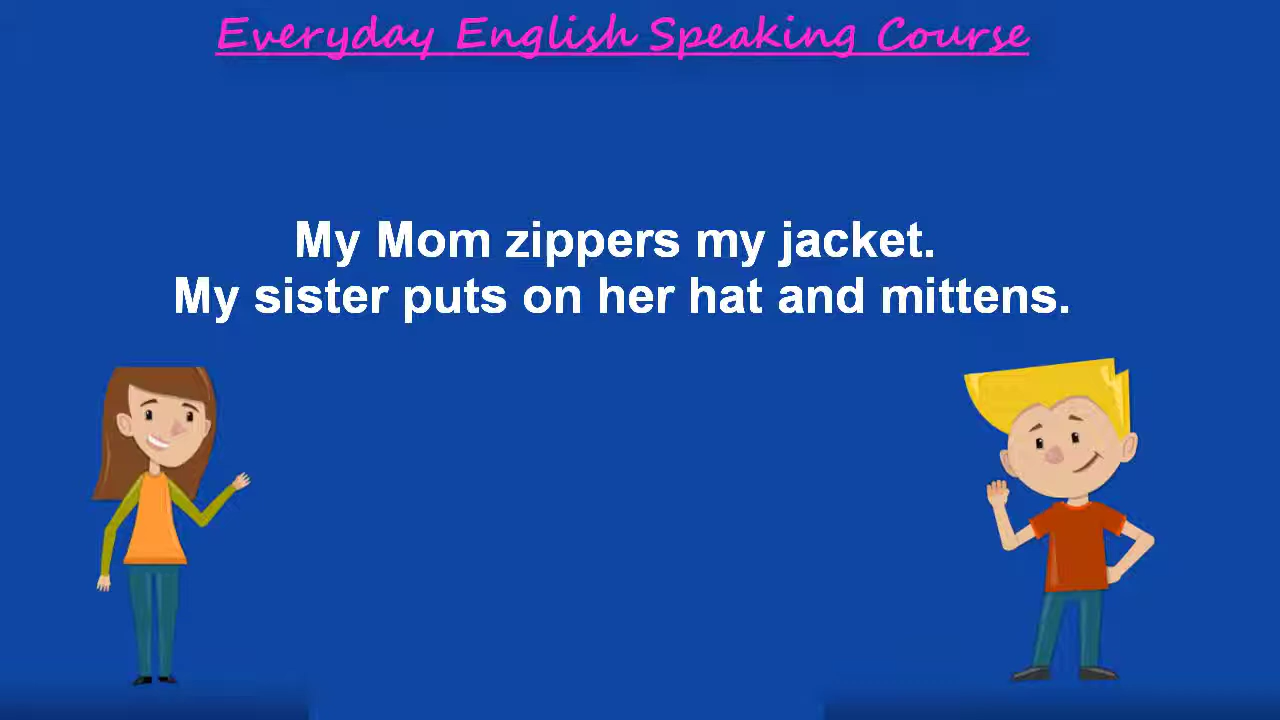 Everyday English Speaking Course
My Mom zippers my jacket.
My sister puts on her hat and mittens.